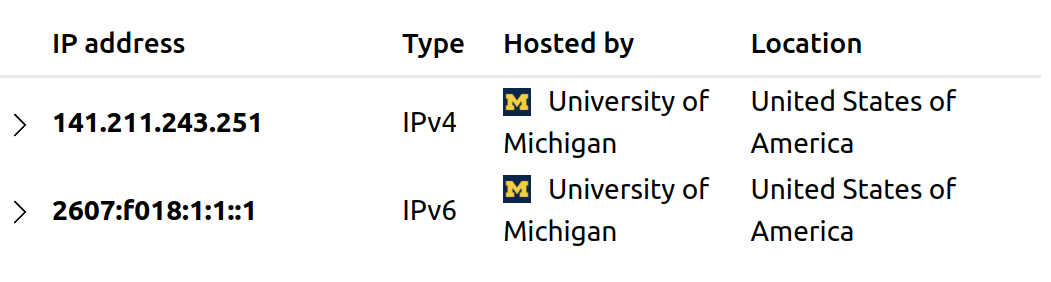 IP address Type Hosted by Location
141.211.243.251 IPv4 M University of Michigan United States of America
2607:f018:1:1::1 IPv6 M University of Michigan United States of America